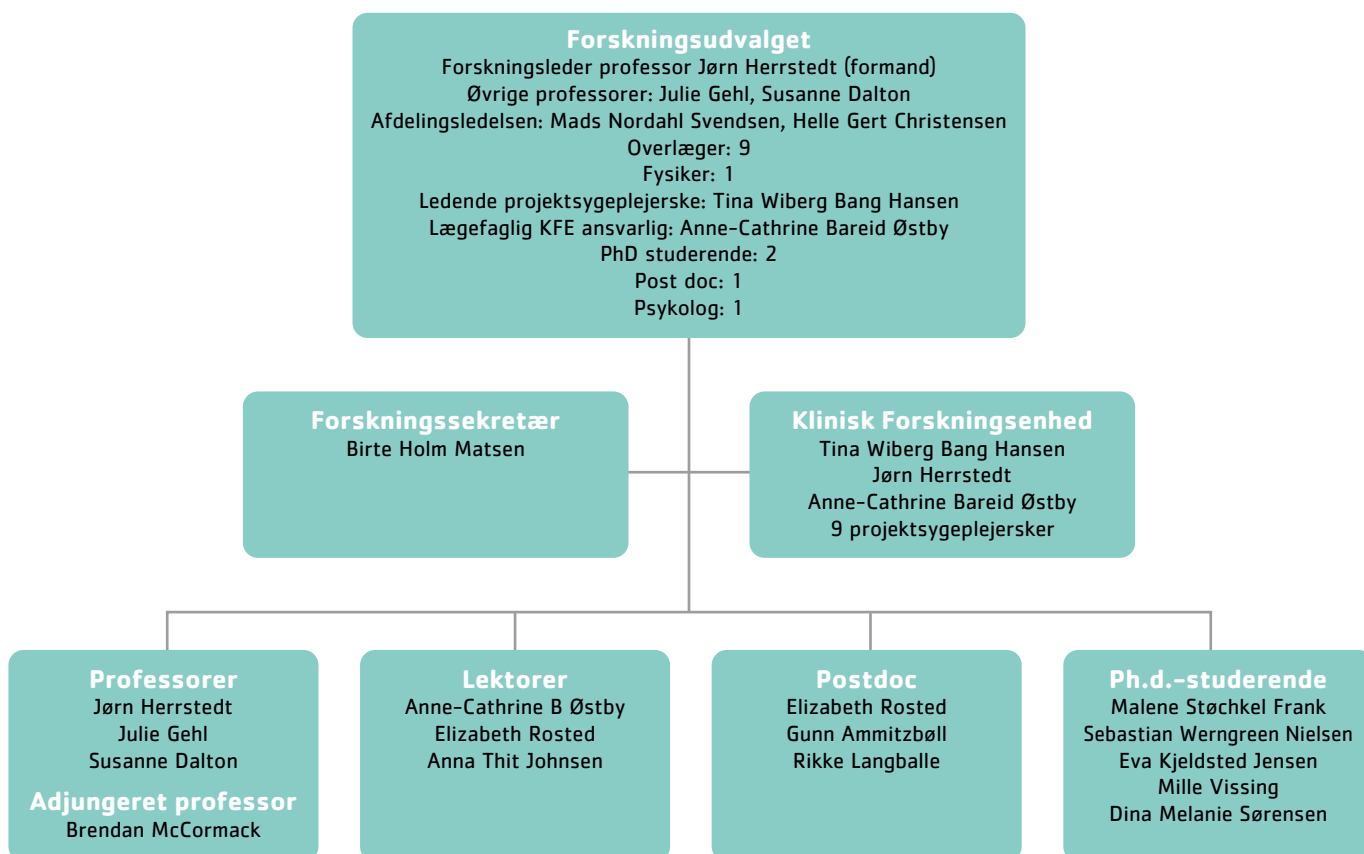 Forskningsudvalget
Forskningsleder professor Jørn Herrstedt (formand)
Øvrige professorer: Julie Gehl, Susanne Dalton
Afdelingsledelsen: Mads Nordahl Svendsen, Helle Gert Christensen
Overlæger: 9
Fysiker: 1
Ledende projektsygeplejerske: Tina Wiberg Bang Hansen
Lægefaglig KFE ansvarlig: Anne-Cathrine Bareid Østby
PhD studerende: 2
Post doc: 1
Psykolog: 1
Forskningssekretær
Birte Holm Matsen
Klinisk Forskningsenhed
Tina Wiberg Bang Hansen
Jørn Herrstedt
Anne-Cathrine Bareid Østby
9 projektsygeplejersker
Professorer
Jørn Herrstedt
Julie Gehl
Susanne Dalton
Adjungeret professor
Brendan McCormack
Lektorer
Anne-Cathrine B Østby
Elizabeth Rosted
Anna Thit Johnsen
Postdoc
Elizabeth Rosted
Gunn Ammitzbøll
Rikke Langballe
Ph.d.-studerende
Malene Støchkel Frank
Sebastian Werngreen Nielsen
Eva Kjeldsted Jensen
Mille Vissing
Dina Melanie Sørensen